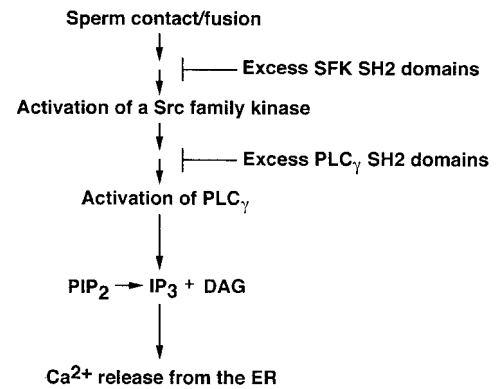 Sperm contact/fusion
Excess SFK SH2 domains
Activation of a Src family kinase
Excess PLCγ SH2 domains
Activation of PLCγ
PIP2 → IP3 + DAG
Ca2+ release from the ER